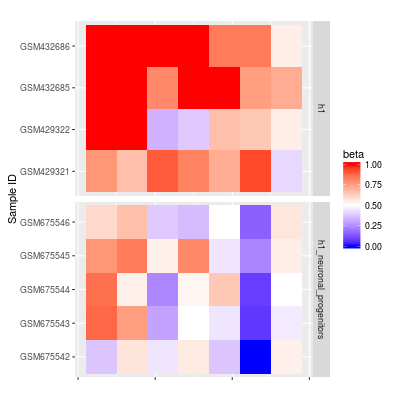 GSM432686
GSM432685
GSM429322
GSM429321
h1
Sample ID
GSM675546
GSM675545
GSM675544
GSM675543
GSM675542
h1_neuronal_progenitors
beta
1.00
0.75
0.50
0.25
0.00